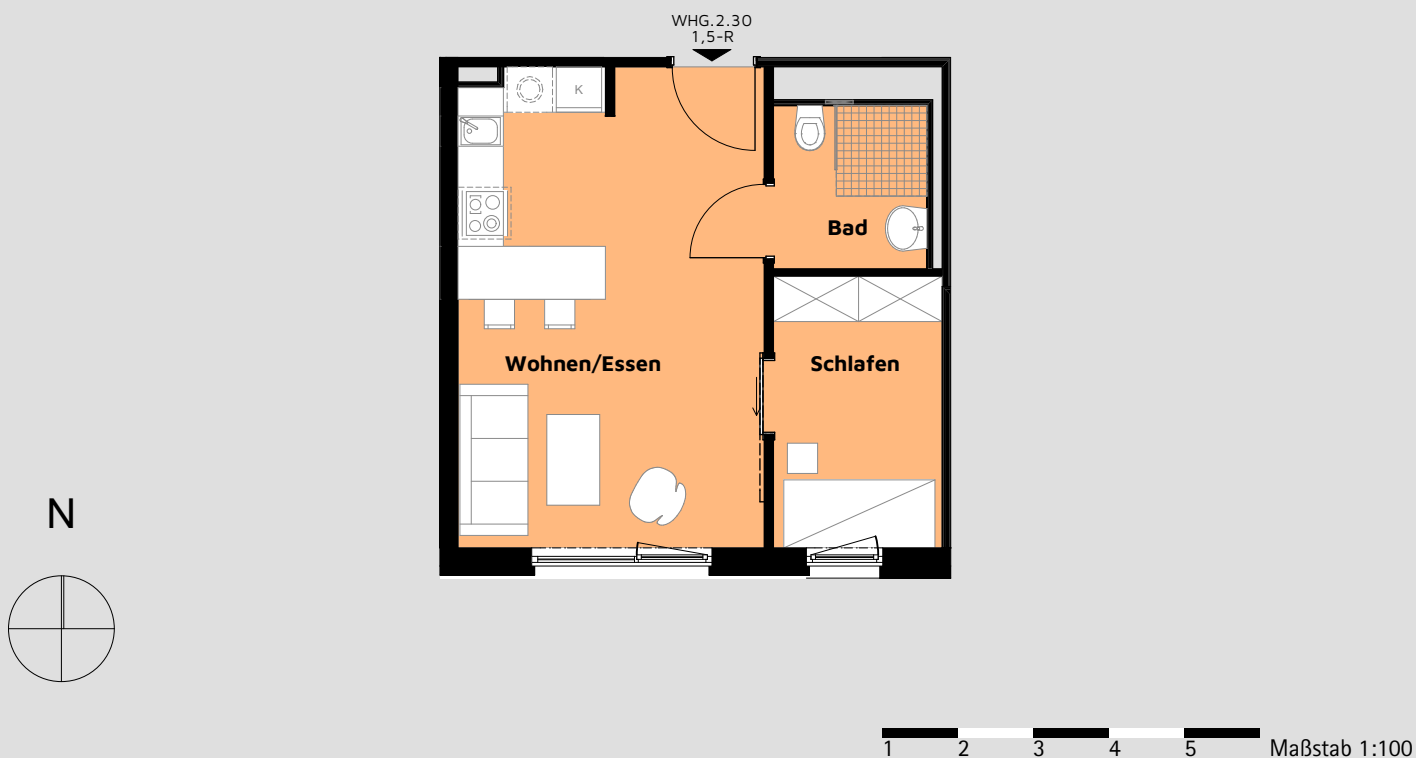 WHG.2.30
1,5-R
K
Bad
Wohnen/Essen
Schlafen
N
1 2 3 4 5 Maßstab 1:100